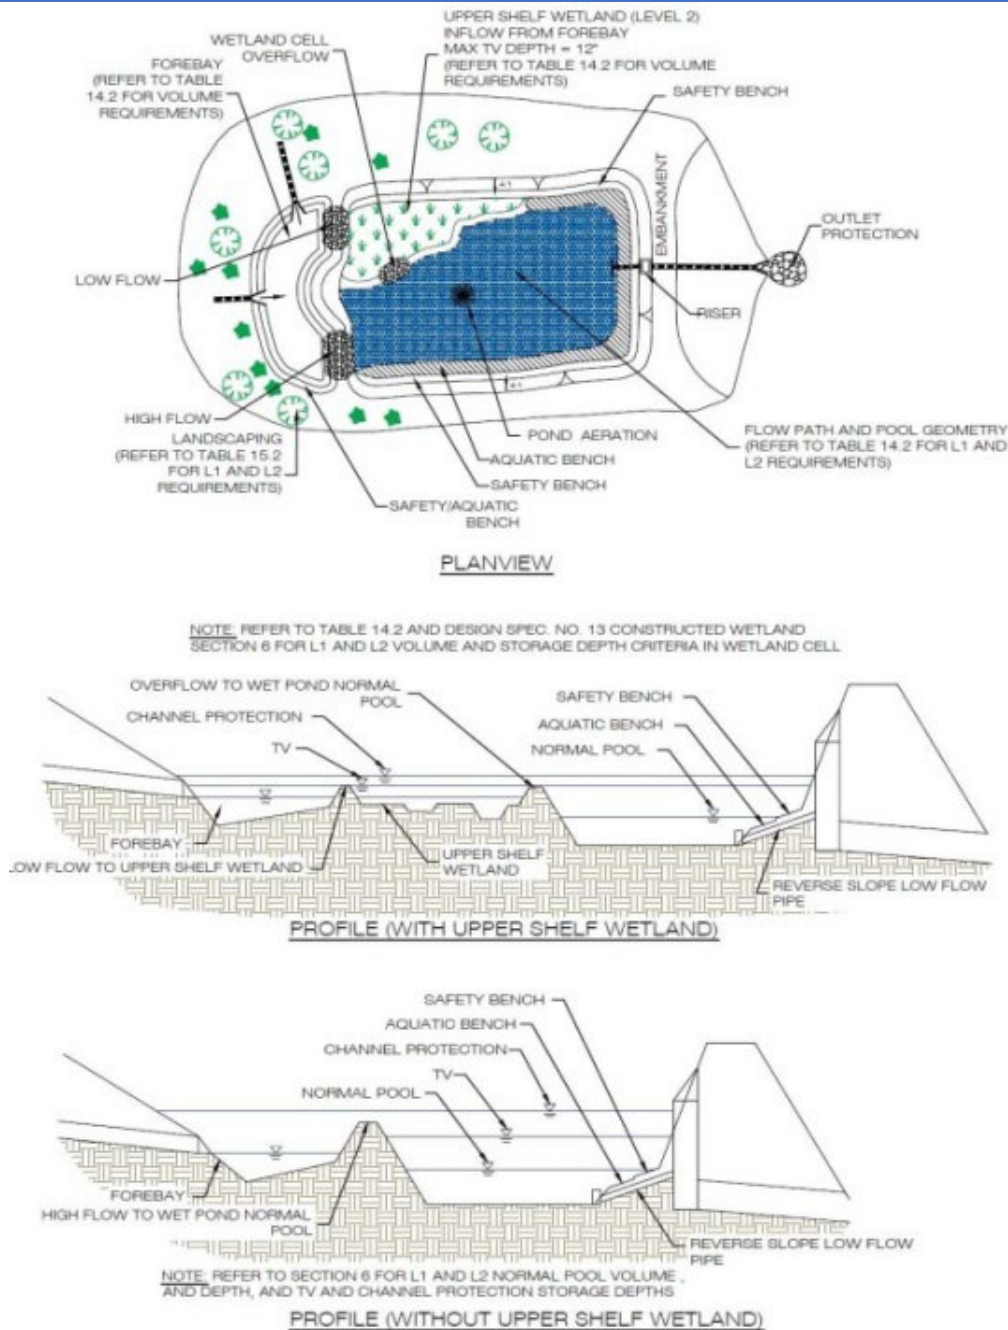 UPPER SHELF WETLAND (LEVEL 2)
INFLOW FROM FOREBAY
MAX TV DEPTH = 12"
(REFER TO TABLE 14.2 FOR VOLUME
REQUIREMENTS)
WETLAND CELL
OVERFLOW
FOREBAY
(REFER TO TABLE
14.2 FOR VOLUME
REQUIREMENTS)
SAFETY BENCH
4:1
EMBANKMENT
OUTLET
PROTECTION
LOW FLOW
RISER
4:1
HIGH FLOW
LANDSCAPING
(REFER TO TABLE 15.2
FOR L1 AND L2
REQUIREMENTS)
POND AERATION
AQUATIC BENCH
SAFETY BENCH
FLOW PATH AND POOL GEOMETRY
(REFER TO TABLE 14.2 FOR L1 AND
L2 REQUIREMENTS)
SAFETY/AQUATIC
BENCH
PLANVIEW
NOTE: REFER TO TABLE 14.2 AND DESIGN SPEC. NO. 13 CONSTRUCTED WETLAND
SECTION 6 FOR L1 AND L2 VOLUME AND STORAGE DEPTH CRITERIA IN WETLAND CELL
OVERFLOW TO WET POND NORMAL
POOL
CHANNEL PROTECTION
TV
SAFETY BENCH
AQUATIC BENCH
NORMAL POOL
FOREBAY
LOW FLOW TO UPPER SHELF WETLAND
UPPER SHELF
WETLAND
REVERSE SLOPE LOW FLOW
PIPE
PROFILE (WITH UPPER SHELF WETLAND)
SAFETY BENCH
AQUATIC BENCH
CHANNEL PROTECTION
TV
NORMAL POOL
FOREBAY
HIGH FLOW TO WET POND NORMAL
POOL
REVERSE SLOPE LOW FLOW
PIPE
NOTE: REFER TO SECTION 6 FOR L1 AND L2 NORMAL POOL VOLUME ,
AND DEPTH, AND TV AND CHANNEL PROTECTION STORAGE DEPTHS
PROFILE (WITHOUT UPPER SHELF WETLAND)